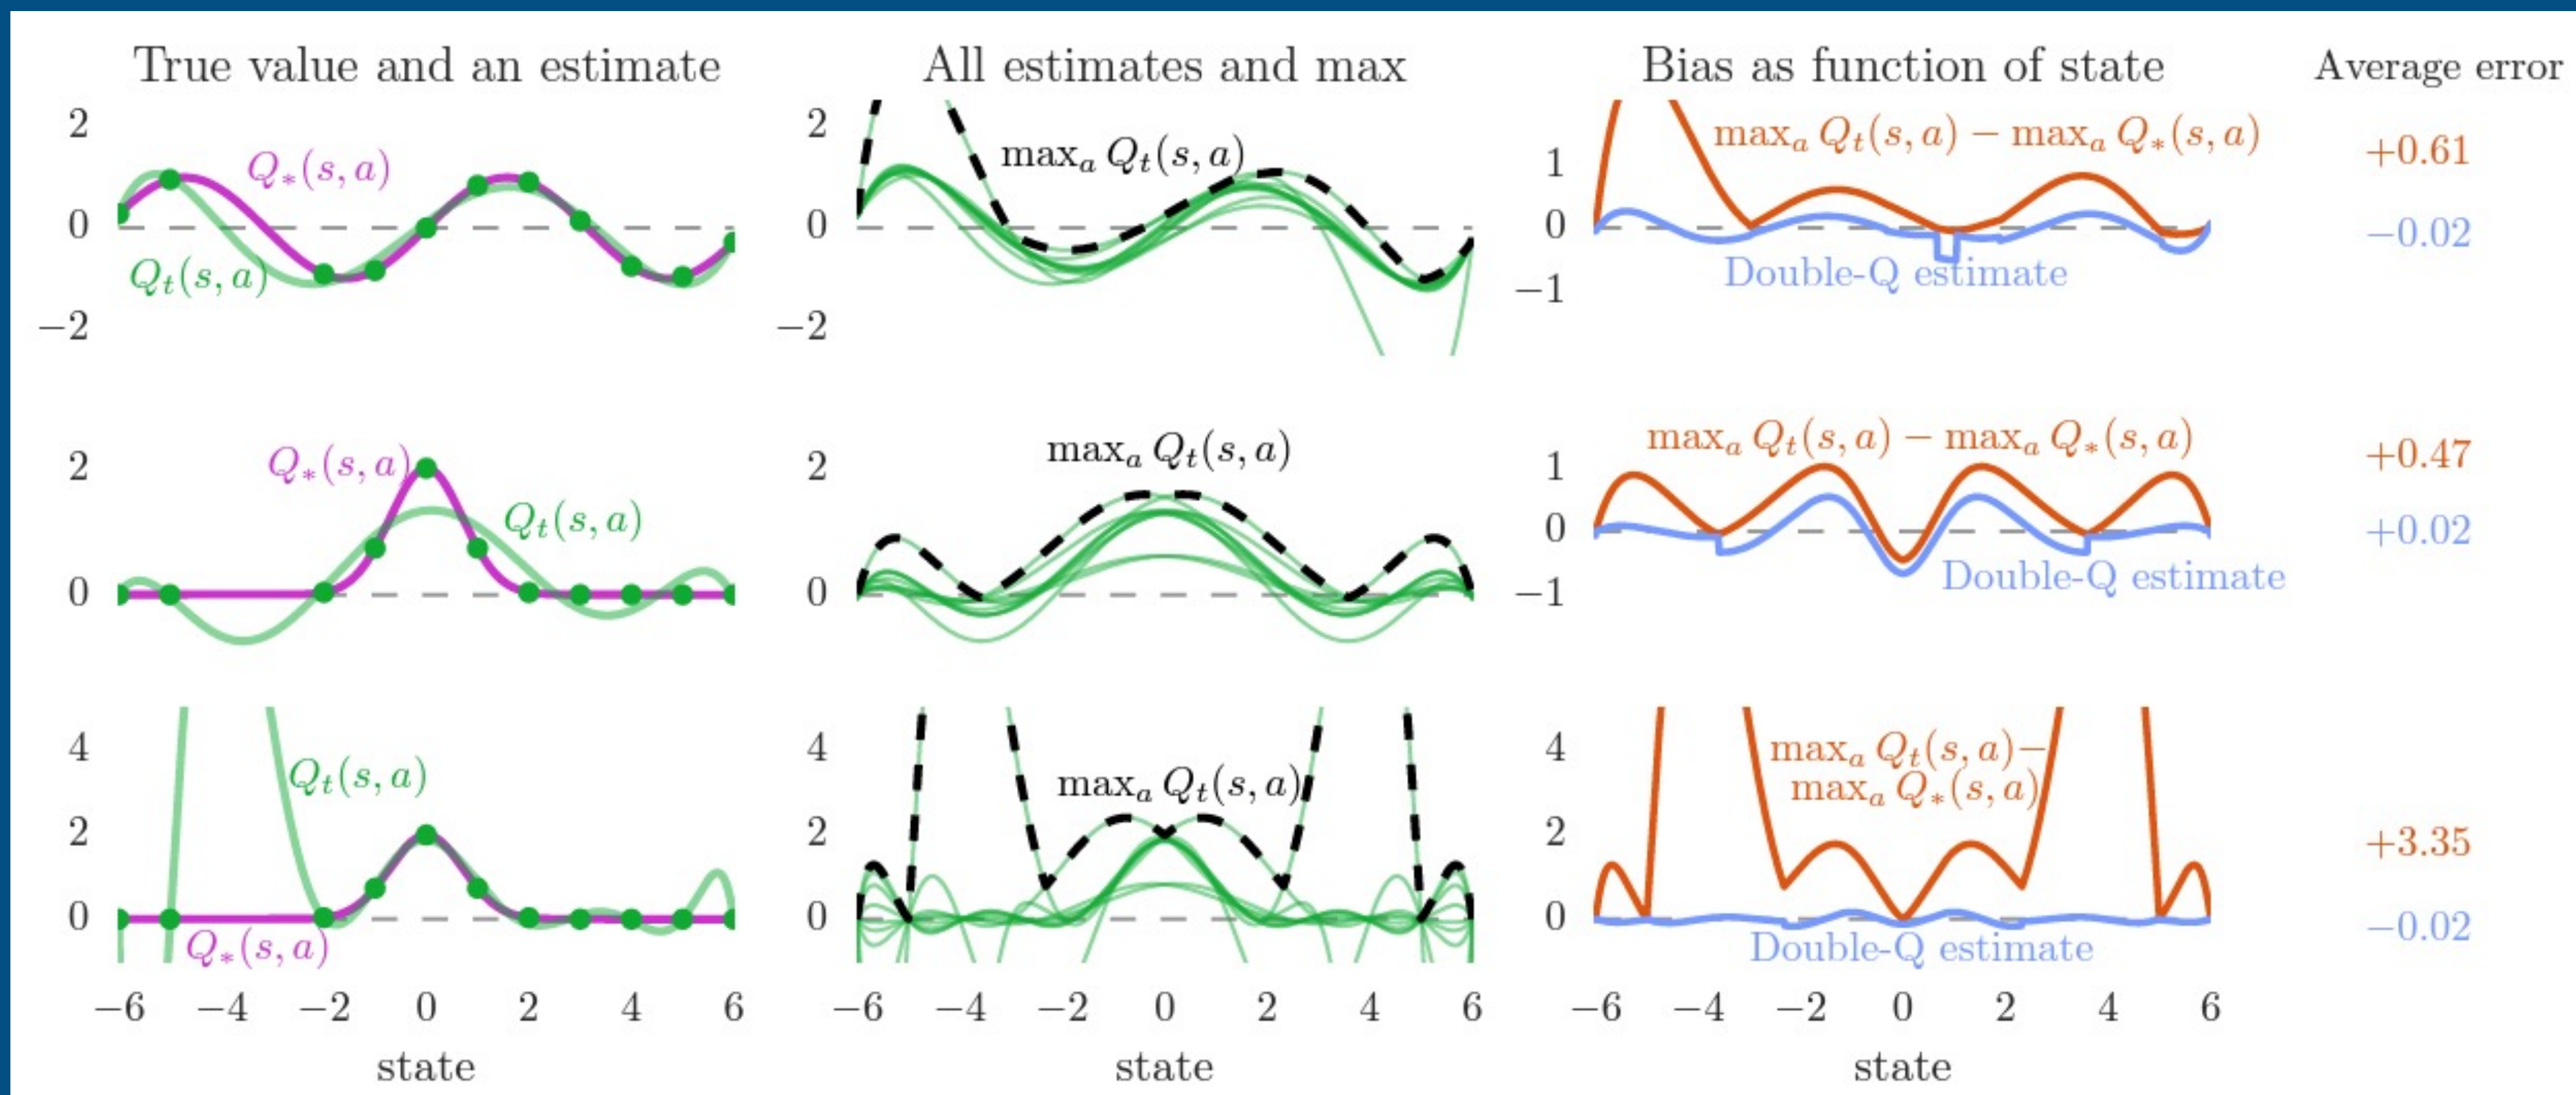 True value and an estimate
All estimates and max
Bias as function of state
Average error
2
0
−2
Q∗(s, a)
Qt(s, a)
2
0
−2
maxa Qt(s, a)
1
0
−1
maxa Qt(s, a) − maxa Q∗(s, a)
Double-Q estimate
+0.61
−0.02
2
0
Q∗(s, a)
Qt(s, a)
2
0
maxa Qt(s, a)
1
0
−1
maxa Qt(s, a) − maxa Q∗(s, a)
Double-Q estimate
+0.47
+0.02
4
2
0
Qt(s, a)
Q∗(s, a)
4
2
0
maxa Qt(s, a)
4
2
0
maxa Qt(s, a)−
maxa Q∗(s, a)
Double-Q estimate
+3.35
−0.02
−6 −4 −2 0 2 4 6
state
−6 −4 −2 0 2 4 6
state
−6 −4 −2 0 2 4 6
state